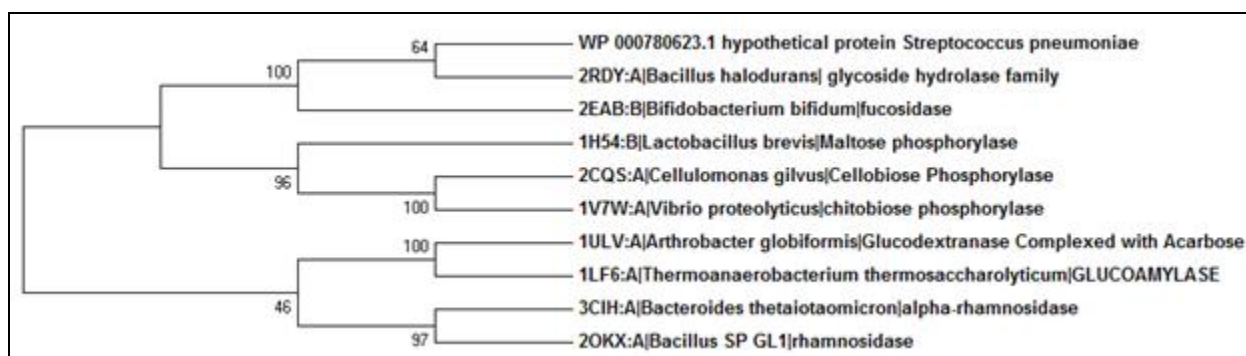 64
WP 000780623.1 hypothetical protein Streptococcus pneumoniae
100
2RDY:A|Bacillus halodurans| glycoside hydrolase family
2EAB:B|Bifidobacterium bifidum|fucosidase
1H54:B|Lactobacillus brevis|Maltose phosphorylase
96
2CQS:A|Cellulomonas gilvus|Cellobiose Phosphorylase
100
1V7W:A|Vibrio proteolyticus|chitobiose phosphorylase
100
1ULV:A|Arthrobacter globiformis|Glucodextranase Complexed with Acarbose
1LF6:A|Thermoanaerobacterium thermosaccharolyticum|GLUCOAMYLASE
46
3CIH:A|Bacteroides thetaiotaomicron|alpha-rhamnosidase
97
2OKX:A|Bacillus SP GL1|rhamnosidase